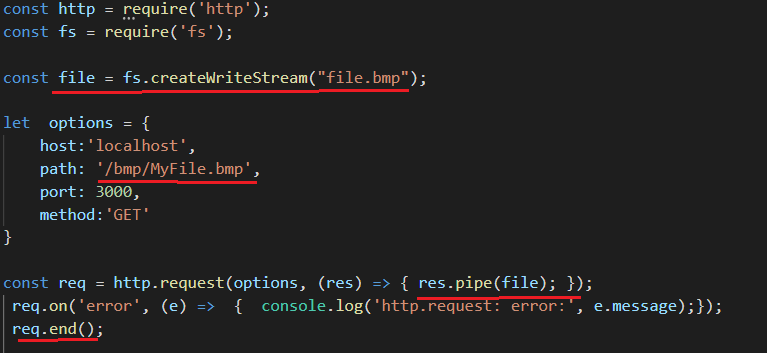 const http = require('http');
const fs = require('fs');
const file = fs.createWriteStream("file.bmp");
let  options = {
host:'localhost',
path: '/bmp/MyFile.bmp',
port: 3000,
method:'GET'
}
const req = http.request(options, (res) => { res.pipe(file); });
req.on('error', (e) =>  {  console.log('http.request: error:', e.message);});
req.end();